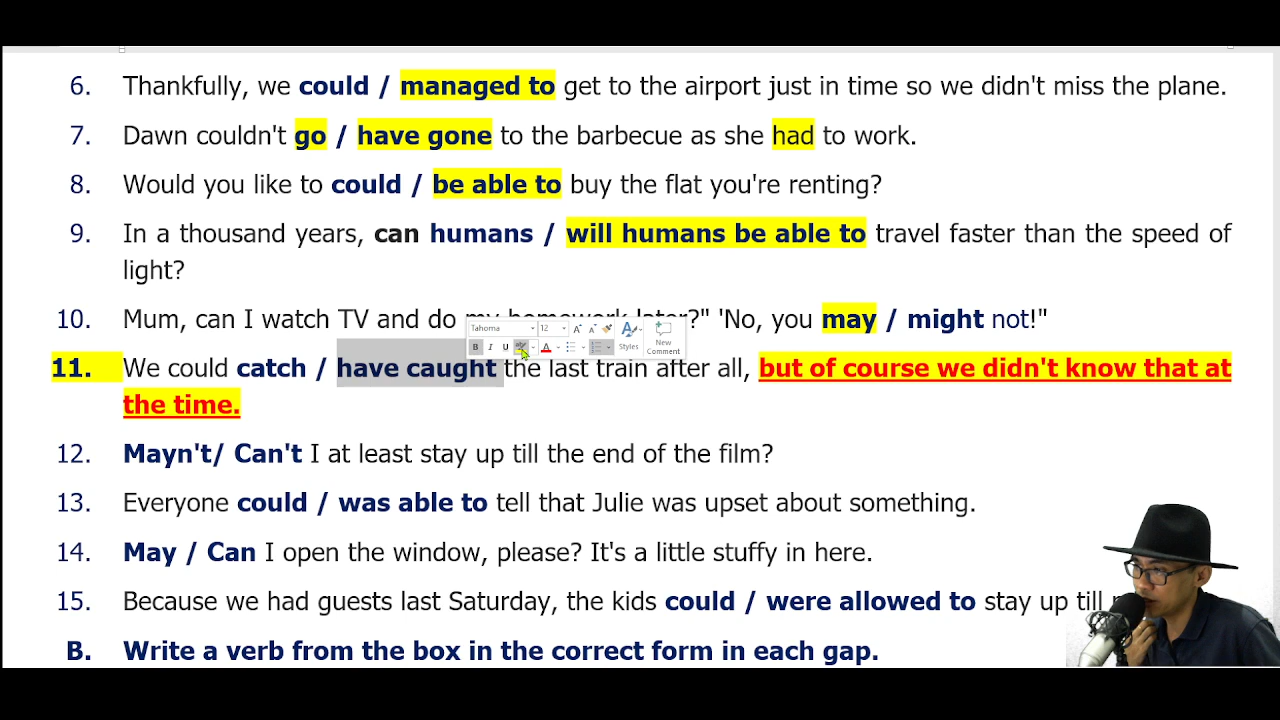 6. Thankfully, we could / managed to get to the airport just in time so we didn't miss the plane.
7. Dawn couldn't go / have gone to the barbecue as she had to work.
8. Would you like to could / be able to buy the flat you're renting?
9. In a thousand years, can humans / will humans be able to travel faster than the speed of
light?
10. Mum, can I watch TV and do my homework later?" 'No, you may / might not!"
Tahoma 12
B I U Styles New
Comment
11. We could catch / have caught the last train after all, but of course we didn't know that at
the time.
12. Mayn't/ Can't I at least stay up till the end of the film?
13. Everyone could / was able to tell that Julie was upset about something.
14. May / Can I open the window, please? It's a little stuffy in here.
15. Because we had guests last Saturday, the kids could / were allowed to stay up till
B. Write a verb from the box in the correct form in each gap.